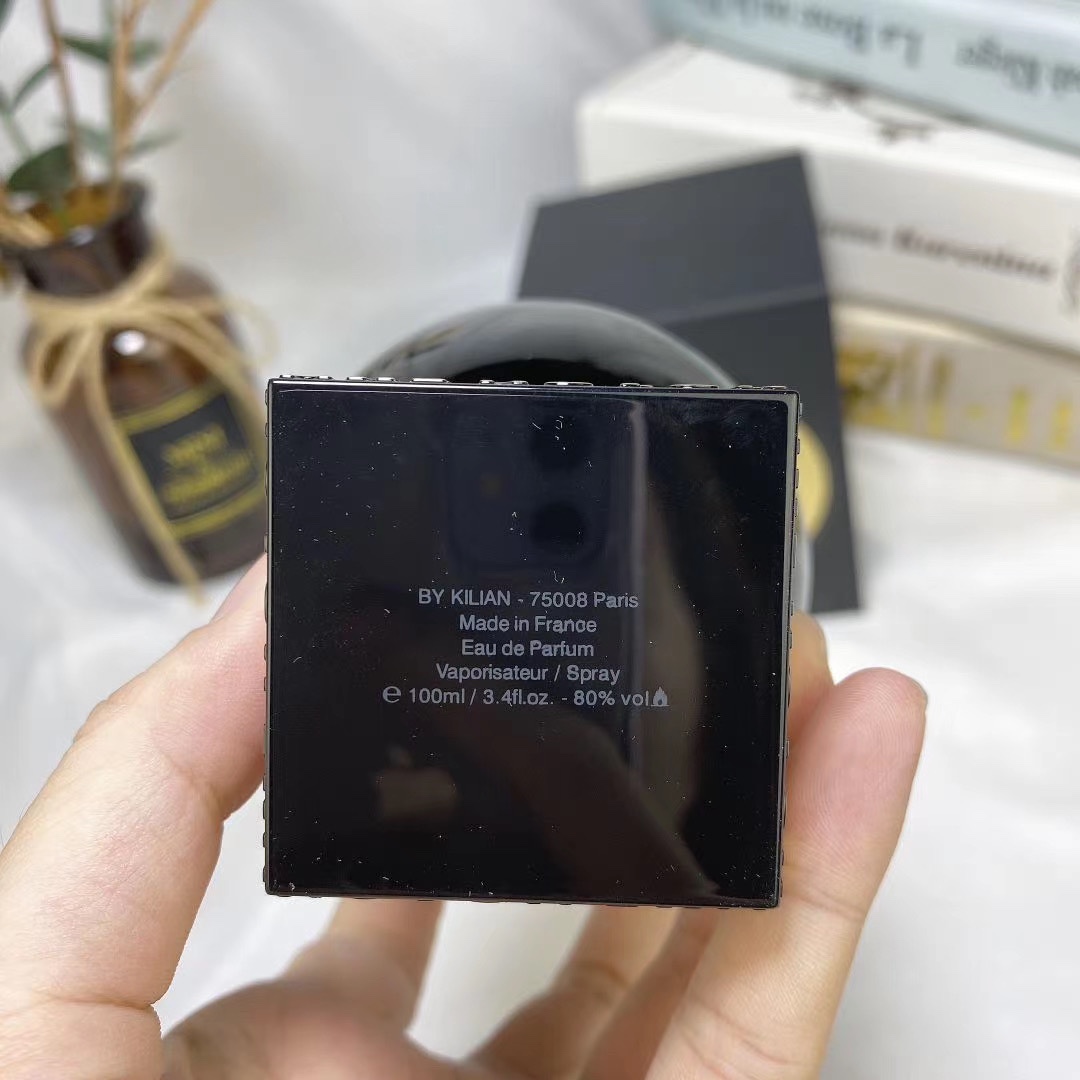 BY KILIAN - 75008 Paris
Made in France
Eau de Parfum
Vaporisateur / Spray
℮ 100ml / 3.4fl.oz. - 80% vol